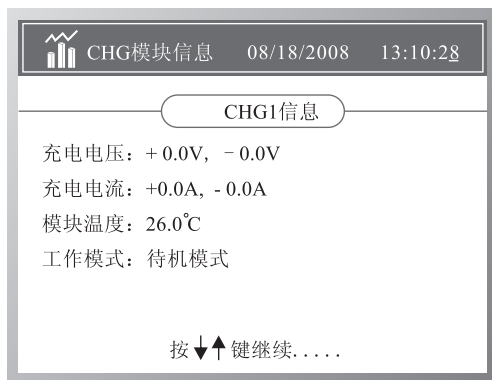 CHG模块信息 08/18/2008 13:10:28
CHG1信息
充电电压：+ 0.0V, - 0.0V
充电电流：+0.0A, - 0.0A
模块温度：26.0℃
工作模式：待机模式
按↓↑键继续.....